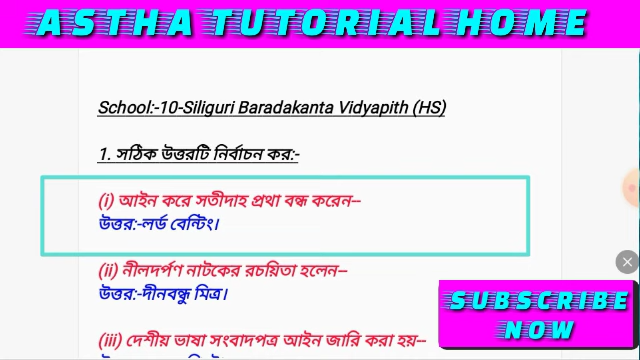 ASTHA TUTORIAL HOME
School:-10-Siliguri Baradakanta Vidyapith (HS)
1. সঠিক উত্তরটি নির্বাচন কর:-
(i) আইন করে সতীদাহ প্রথা বন্ধ করেন--
উত্তর:-লর্ড বেন্টিং।
(ii) নীলদর্পণ নাটকের রচয়িতা হলেন--
উত্তর:-দীনবন্ধু মিত্র।
(iii) দেশীয় ভাষা সংবাদপত্র আইন জারি করা হয়--
SUBSCRIBE
NOW